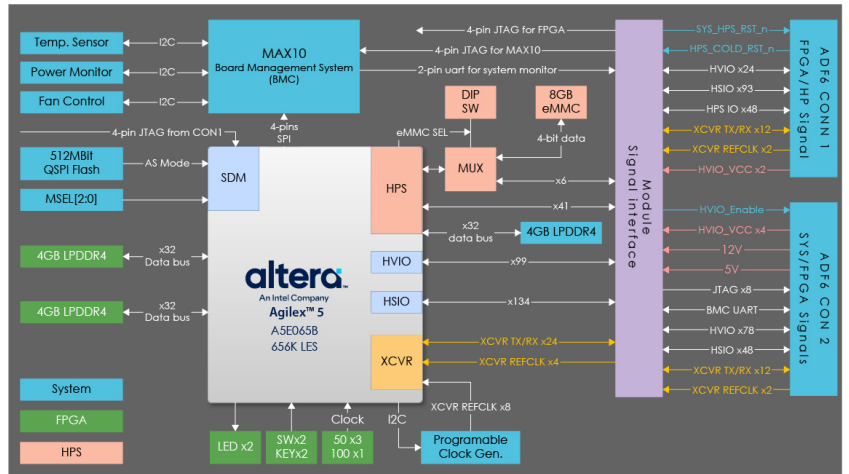 Temp. Sensor
I2C
Power Monitor
I2C
Fan Control
I2C
MAX10
Board Management System
(BMC)
4-pin JTAG for FPGA
4-pin JTAG for MAX10
2-pin uart for system monitor
4-pin JTAG from CON1
4-pins
SPI
eMMC SEL
DIP
SW
8GB
eMMC
4-bit data
MUX
x6
x41
512MBit
QSPI Flash
AS Mode
MSEL[2:0]
SDM
HPS
x32
data bus
4GB LPDDR4
4GB LPDDR4
x32
Data bus
HVIO
x99
4GB LPDDR4
x32
Data bus
HSIO
x134
altera
An Intel Company
Agilex™ 5
A5E065B
656K LES
XCVR
XCVR TX/RX x24
XCVR REFCLK x4
XCVR REFCLK x8
I2C
Clock
LED x2
SWx2
KEYx2
50 x3
100 x1
Programable
Clock Gen.
System
FPGA
HPS
Module
Signal interface
SYS_HPS_RST_n
HPS_COLD_RST_n
HVIO x24
HSIO x93
HPS IO x48
XCVR TX/RX x12
XCVR REFCLK x2
HVIO_VCC x2
ADF6 CONN 1
FPGA/HP Signal
HVIO_Enable
HVIO_VCC x4
12V
5V
JTAG x8
BMC UART
HVIO x78
HSIO x48
XCVR TX/RX x12
XCVR REFCLK x2
ADF6 CON 2
SYS/FPGA Signals